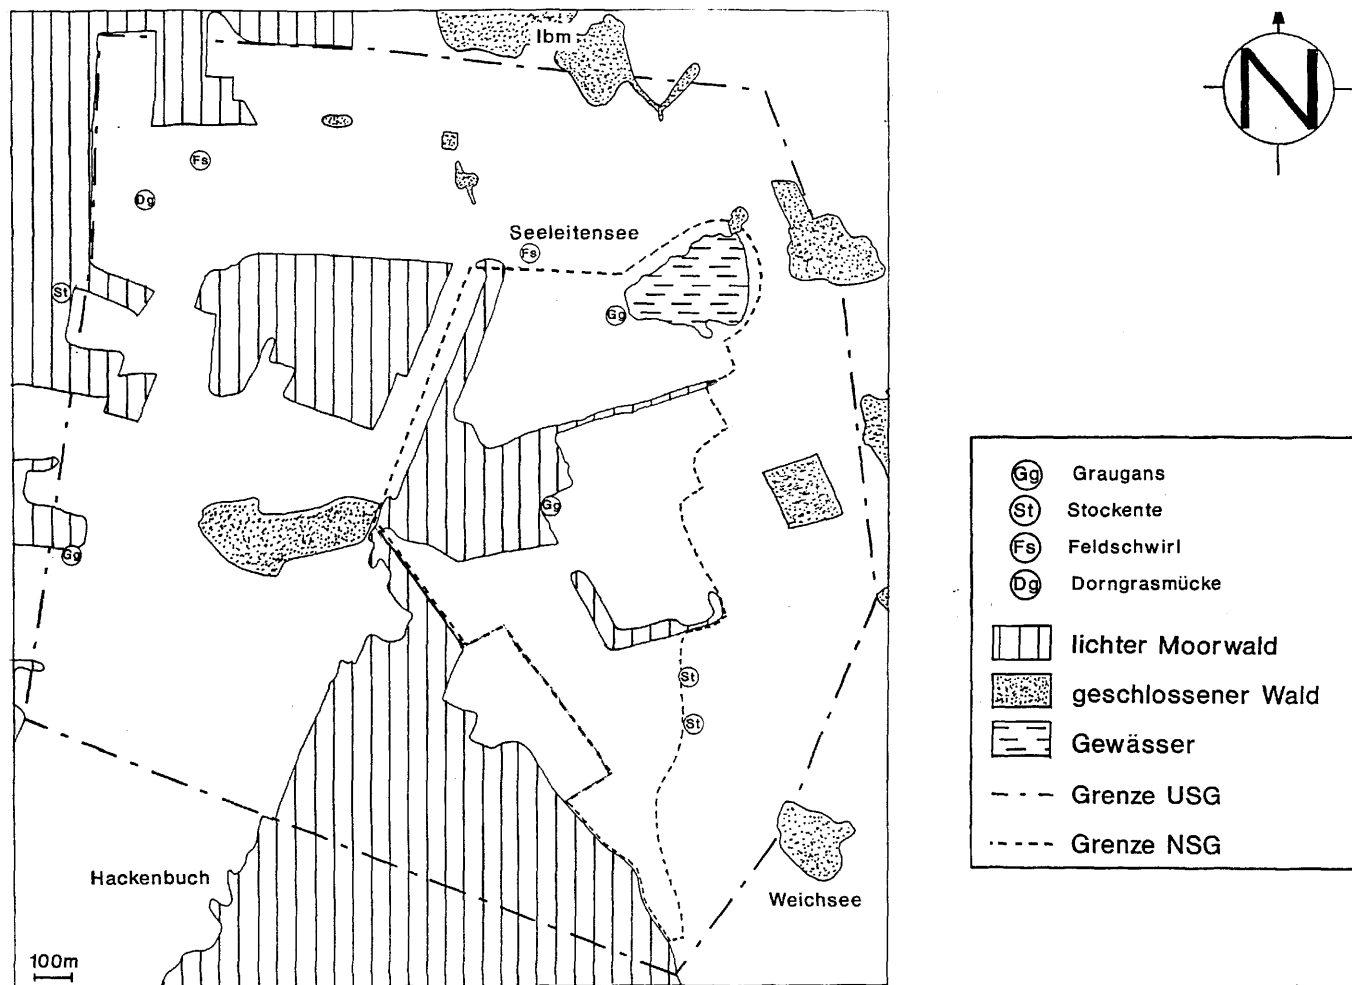 Ibm
N
Fs
Dg
Seeleitensee
Fs
St
Gg
Gg
Gg
St
St
Hackenbuch
Weichsee
100m
Gg Graugans
St Stockente
Fs Feldschwirl
Dg Dorngrasmücke
lichter Moorwald
geschlossener Wald
Gewässer
Grenze USG
Grenze NSG